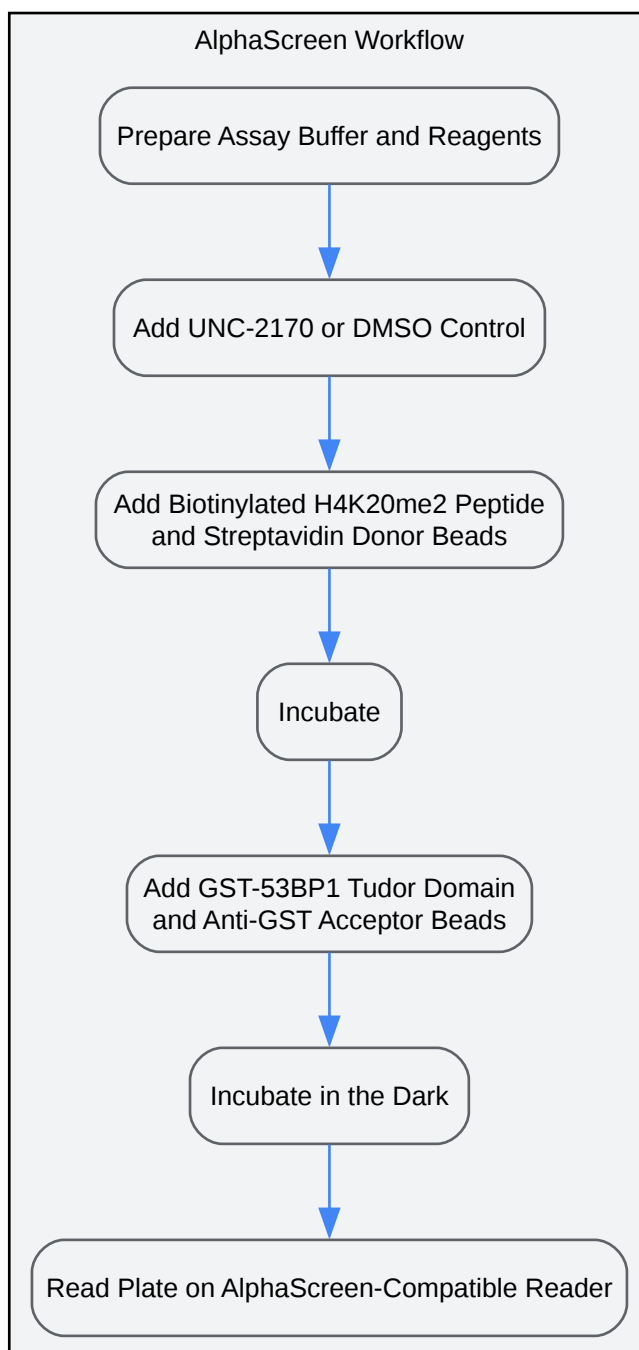 AlphaScreen Workflow
Prepare Assay Buffer and Reagents
Add UNC-2170 or DMSO Control
Add Biotinylated H4K20me2 Peptide
and Streptavidin Donor Beads
Incubate
Add GST-53BP1 Tudor Domain
and Anti-GST Acceptor Beads
Incubate in the Dark
Read Plate on AlphaScreen-Compatible Reader